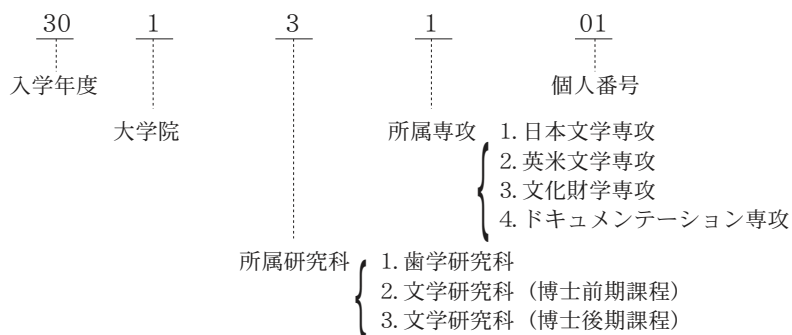 30 1 3 1 01
入学年度 個人番号
大学院 所属専攻 1. 日本文学専攻
2. 英米文学専攻
3. 文化財学専攻
4. ドキュメンテーション専攻
所属研究科 1. 歯学研究科
2. 文学研究科（博士前期課程）
3. 文学研究科（博士後期課程）